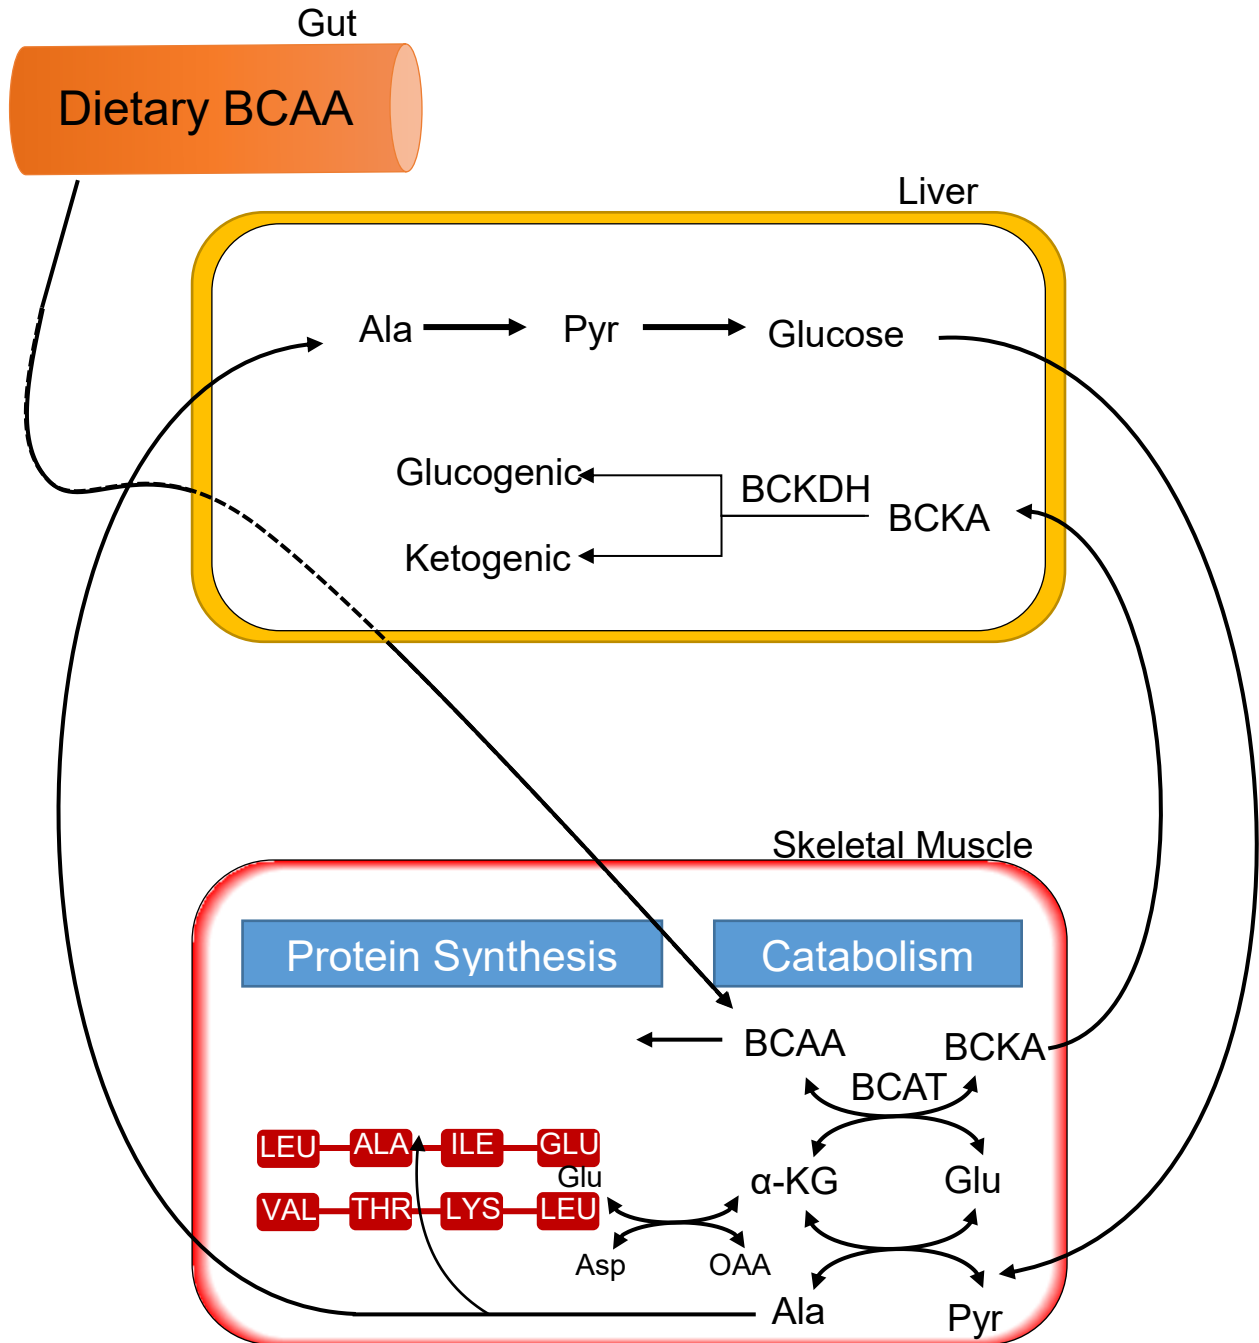 Gut
Dietary BCAA
Liver
Ala
Pyr
Glucose
Glucogenic
BCKDH
BCKA
Ketogenic
Skeletal Muscle
Protein Synthesis
Catabolism
BCAA
BCKA
BCAT
LEU ALA ILE GLU
Glu
α-KG
Glu
VAL THR LYS LEU
Asp
OAA
Ala
Pyr